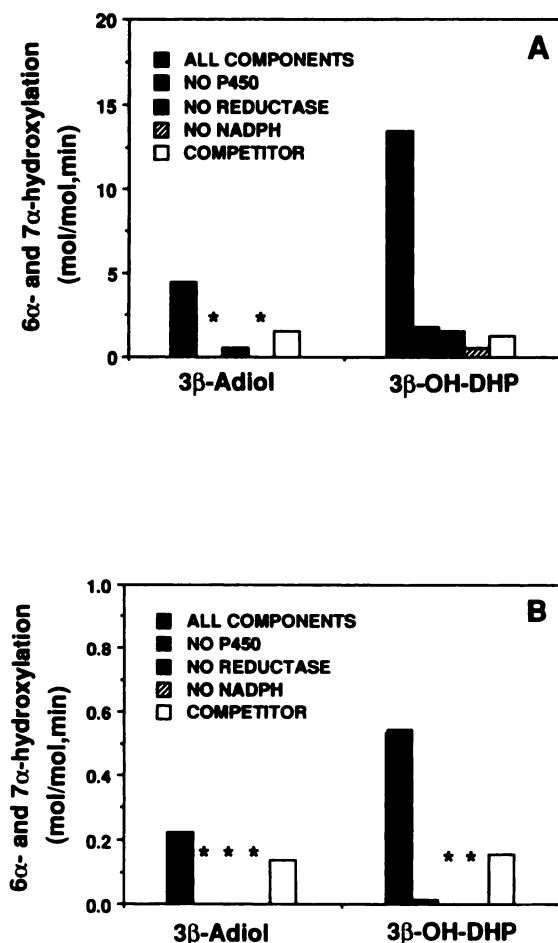 20
15
10
5
0
6α- and 7α-hydroxylation
(mol/mol,min)
A
ALL COMPONENTS
NO P450
NO REDUCTASE
NO NADPH
COMPETITOR
* *
3β-Adiol 3β-OH-DHP
1.0
0.8
0.6
0.4
0.2
0.0
6α- and 7α-hydroxylation
(mol/mol,min)
B
ALL COMPONENTS
NO P450
NO REDUCTASE
NO NADPH
COMPETITOR
* * * * *
3β-Adiol 3β-OH-DHP